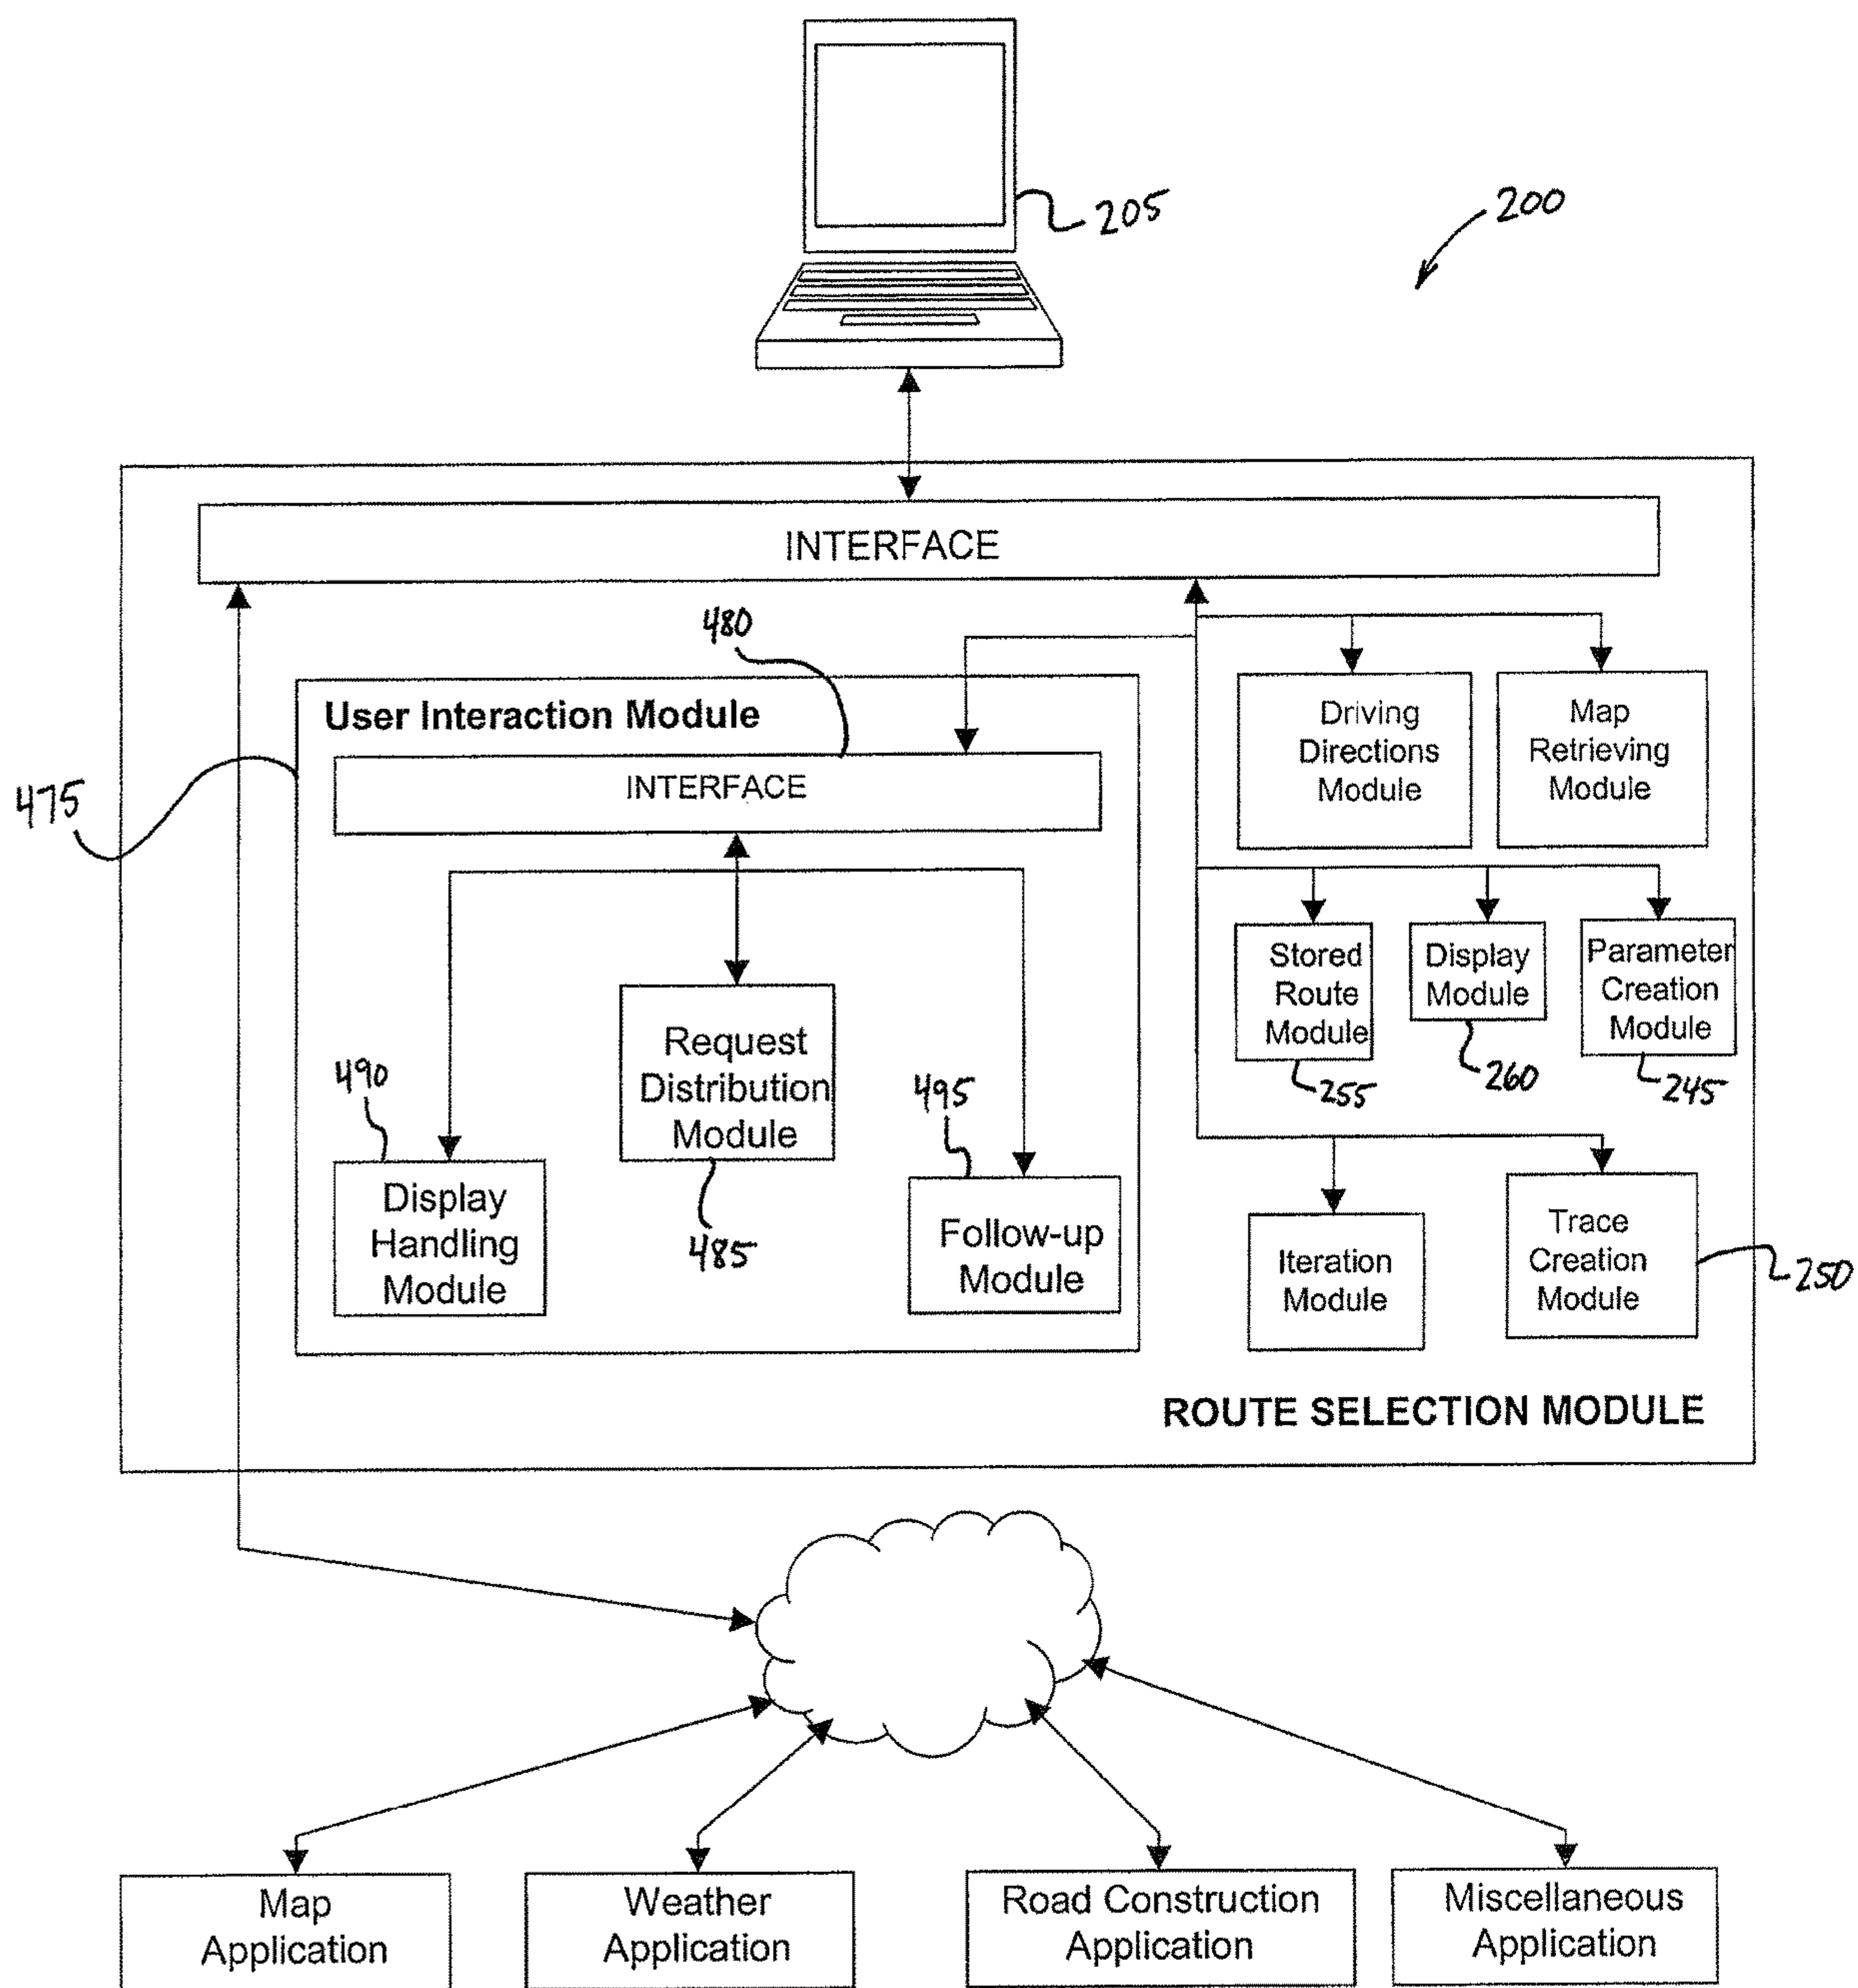 205
200
INTERFACE
480
User Interaction Module
INTERFACE
475
Driving
Directions
Module
Map
Retrieving
Module
Stored
Route
Module
255
Display
Module
260
Parameter
Creation
Module
245
Request
Distribution
Module
485
490
Display
Handling
Module
495
Follow-up
Module
Iteration
Module
Trace
Creation
Module
250
ROUTE SELECTION MODULE
Map
Application
Weather
Application
Road Construction
Application
Miscellaneous
Application